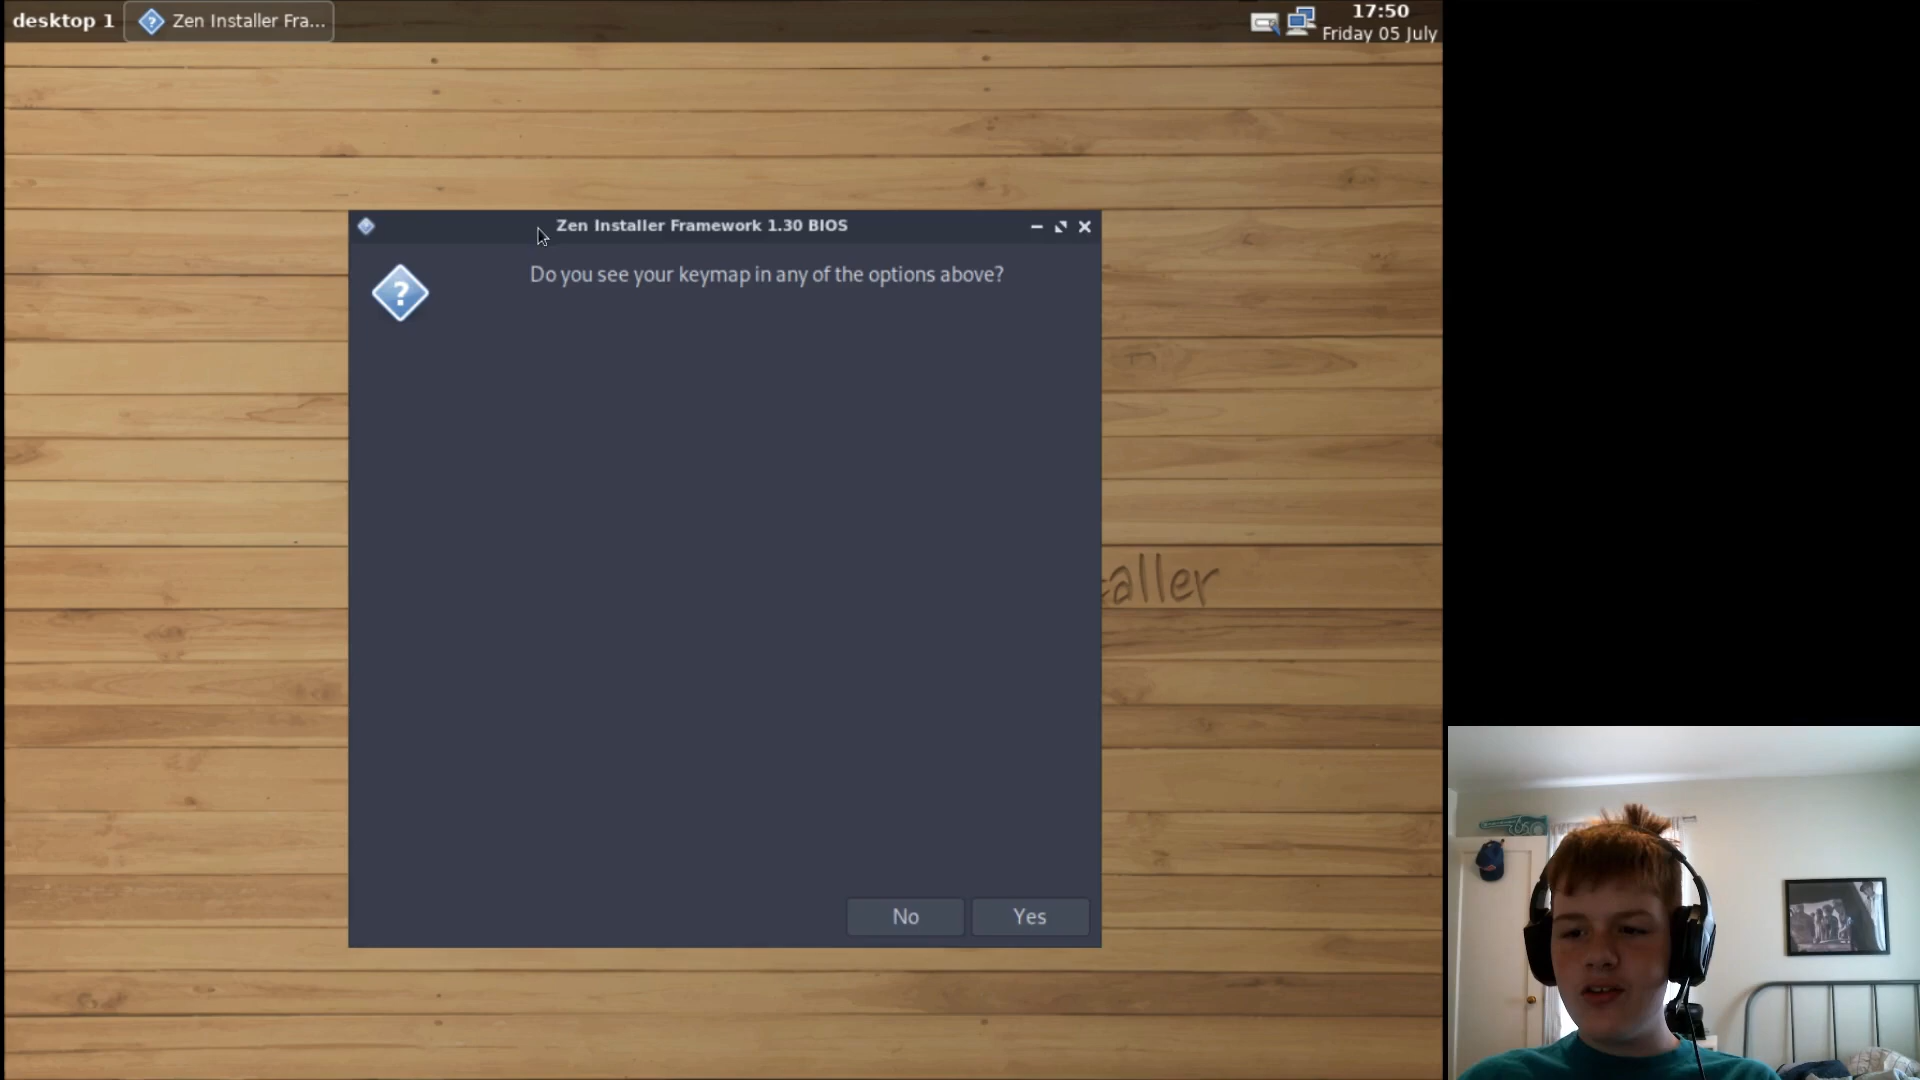 desktop 1
Zen Installer Fra...
17:50
Friday 05 July
Zen Installer Framework 1.30 BIOS
?
Do you see your keymap in any of the options above?
aller
No
Yes